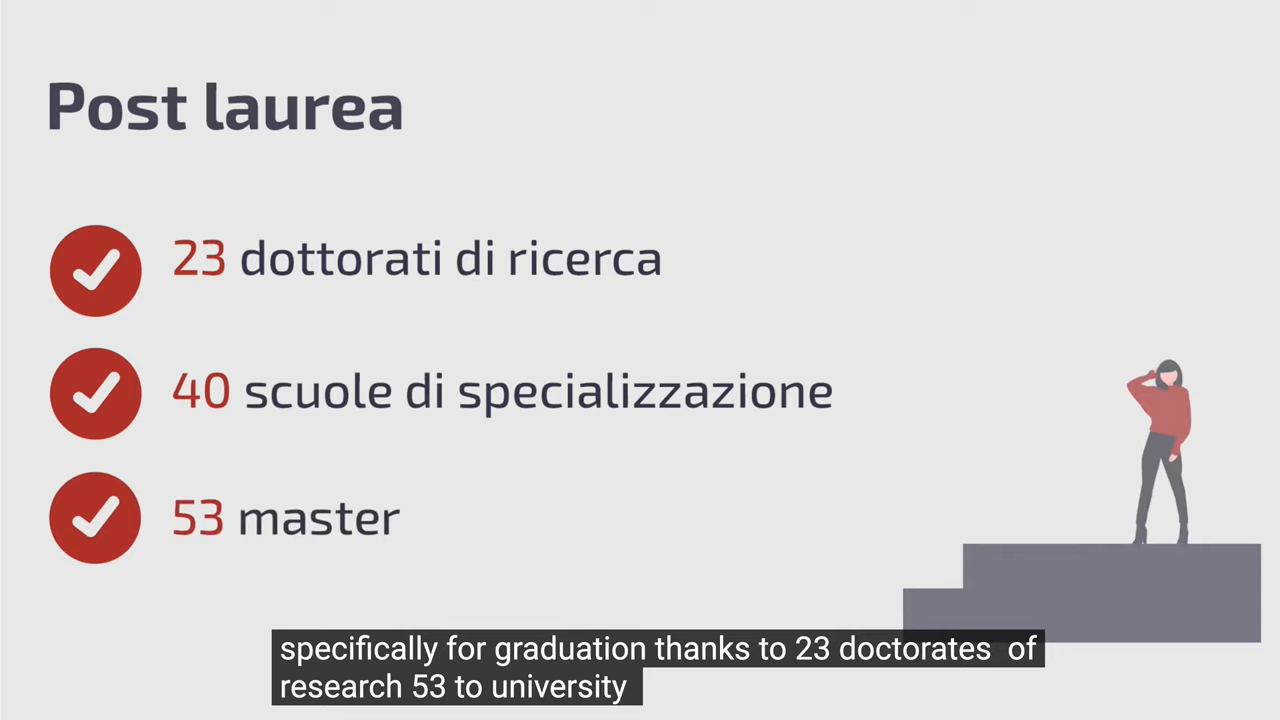 Post laurea
23 dottorati di ricerca
40 scuole di specializzazione
53 master
specifically for graduation thanks to 23 doctorates of
research 53 to university